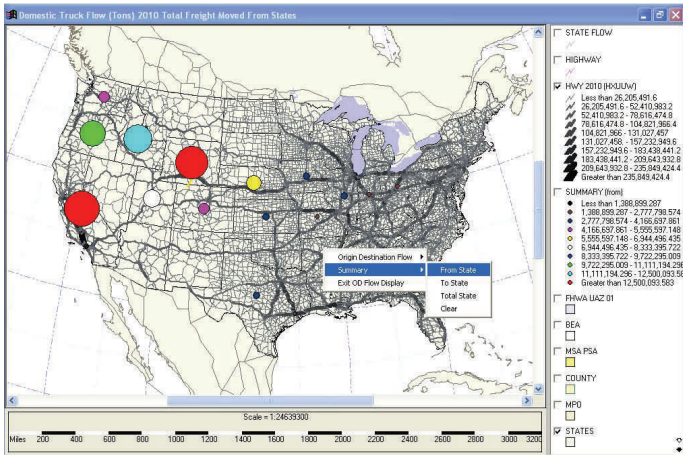 Domestic Truck Flow (Tons) 2010 Total Freight Moved From States
Origin Destination Flow
Summary
Exit OD Flow Display
From State
To State
Total State
Clear
Scale = 1:24639300
Miles 200 400 600 800 1000 1200 1400 1600 1800 2000 2200 2400 2600 2800 3000 3200
STATE FLOW
HIGHWAY
HWY 2010 (HXUUW)
Less than 26,205,491.6
26,205,491.6 - 52,410,983.2
52,410,983.2 - 78,616,474.8
78,616,474.8 - 104,821,966.4
104,821,966 - 131,027,457
131,027,458. - 157,232,949.6
157,232,949.6 - 183,438,441.2
183,438,441.2 - 209,643,932.8
209,643,932.8 - 235,849,424.4
Greater than 235,849,424.4
SUMMARY (from)
Less than 1,388,899.287
1,388,899.287 - 2,777,798.574
2,777,798.574 - 4,166,697.861
4,166,697.861 - 5,555,597.148
5,555,597.148 - 6,944,496.435
6,944,496.435 - 8,333,395.722
8,333,395.722 - 9,722,295.009
9,722,295.009 - 11,111,194.296
11,111,194.296 - 12,500,093.58
Greater than 12,500,093.583
FHWA UAZ 01
BEA
MSA PSA
COUNTY
MPO
STATES